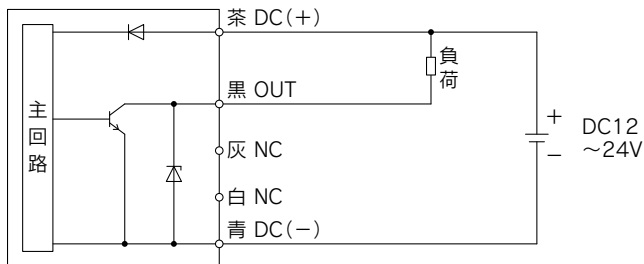 茶 DC(+)
負荷
黒 OUT
主回路
灰 NC
+
−
DC12
～24V
白 NC
青 DC(−)